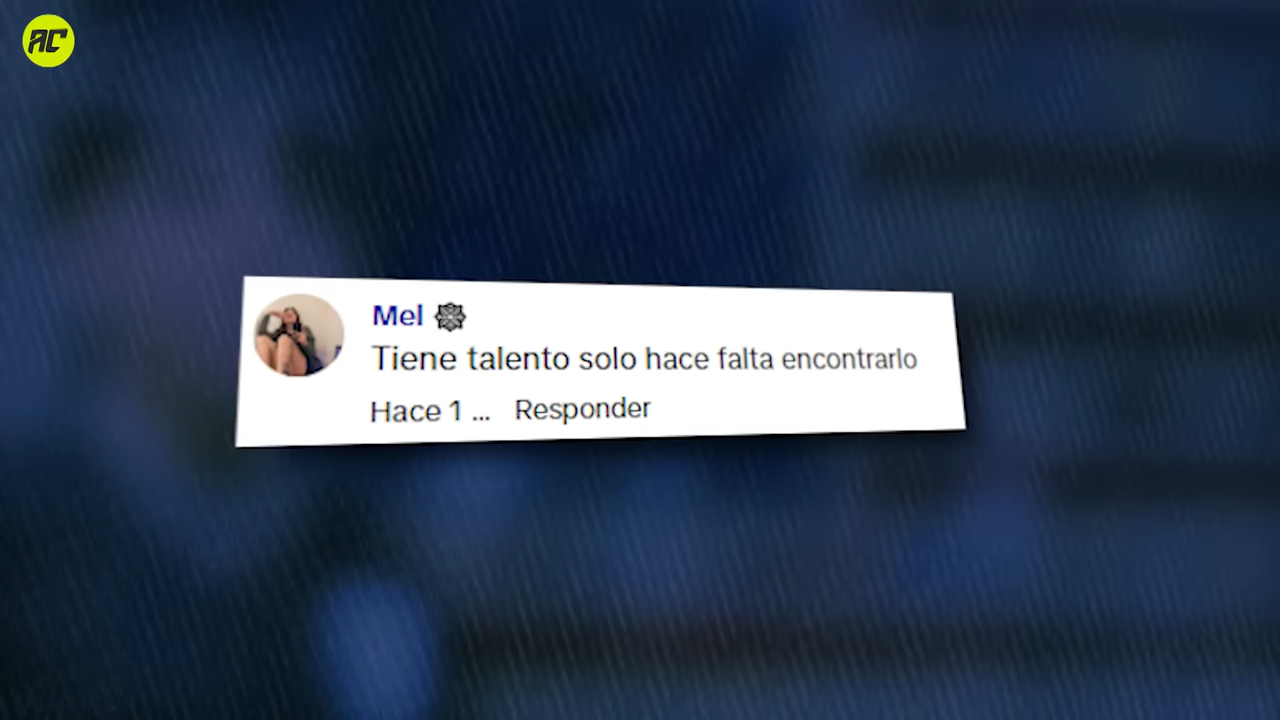 AC
Mel
Tiene talento solo hace falta encontrarlo
Hace 1 ... Responder